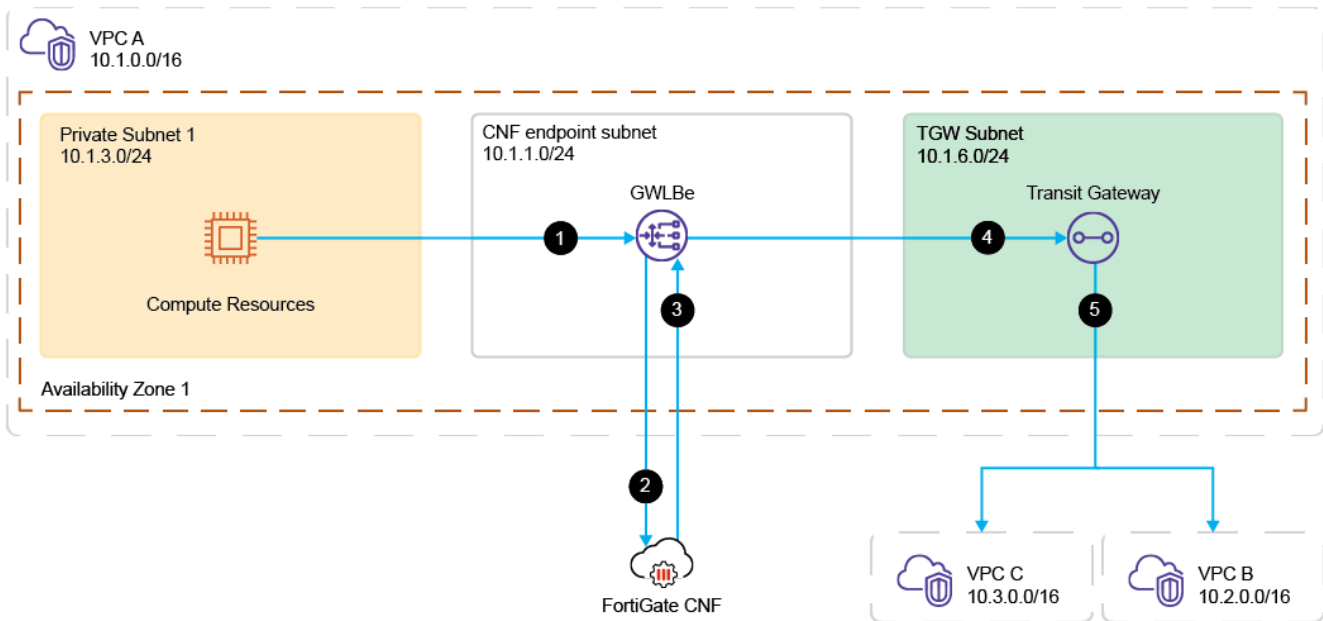 VPC A
10.1.0.0/16
Private Subnet 1
10.1.3.0/24
Compute Resources
CNF endpoint subnet
10.1.1.0/24
GWLBe
TGW Subnet
10.1.6.0/24
Transit Gateway
1
4
3
5
Availability Zone 1
2
FortiGate CNF
VPC C
10.3.0.0/16
VPC B
10.2.0.0/16